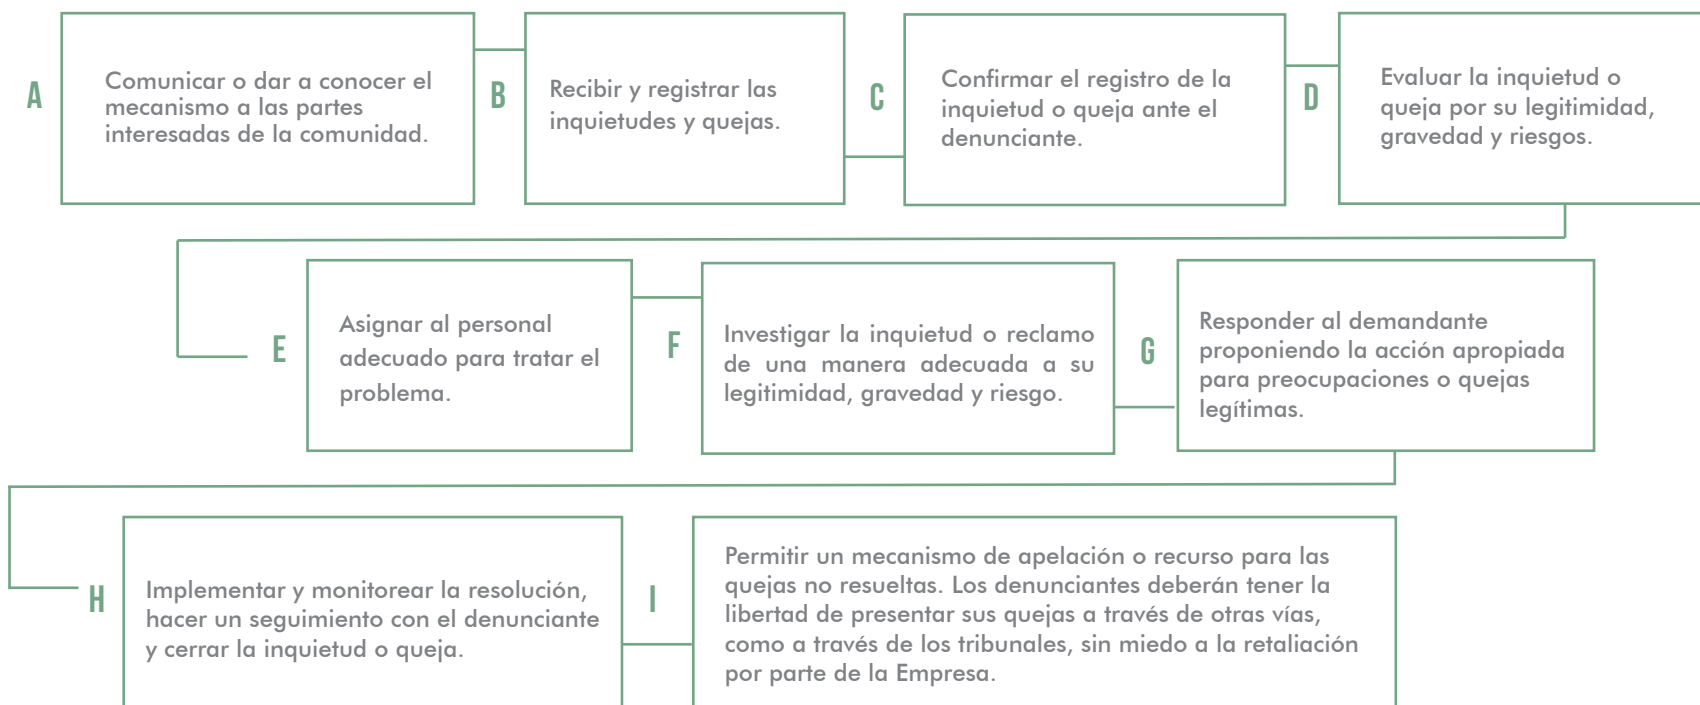 A
Comunicar o dar a conocer el
mecanismo a las partes
interesadas de la comunidad.
B
Recibir y registrar las
inquietudes y quejas.
C
Confirmar el registro de la
inquietud o queja ante el
denunciante.
D
Evaluar la inquietud o
queja por su legitimidad,
gravedad y riesgos.
E
Asignar al personal
adecuado para tratar el
problema.
F
Investigar la inquietud o reclamo
de una manera adecuada a su
legitimidad, gravedad y riesgo.
G
Responder al demandante
proponiendo la acción apropiada
para preocupaciones o quejas
legítimas.
H
Implementar y monitorear la resolución,
hacer un seguimiento con el denunciante
y cerrar la inquietud o queja.
I
Permitir un mecanismo de apelación o recurso para las
quejas no resueltas. Los denunciantes deberán tener la
libertad de presentar sus quejas a través de otras vías,
como a través de los tribunales, sin miedo a la retaliación
por parte de la Empresa.